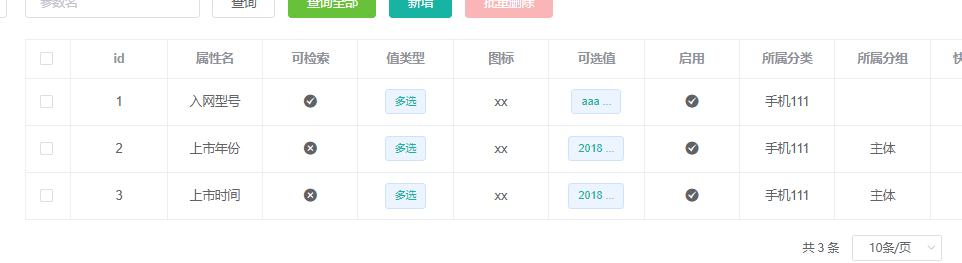 参数名 查询 查询全部 新增 批量删除
id 属性名 可检索 值类型 图标 可选值 启用 所属分类 所属分组
1 入网型号 多选 xx aaa ... 手机111
2 上市年份 多选 xx 2018 ... 手机111 主体
3 上市时间 多选 xx 2018 ... 手机111 主体
共 3 条 10条/页